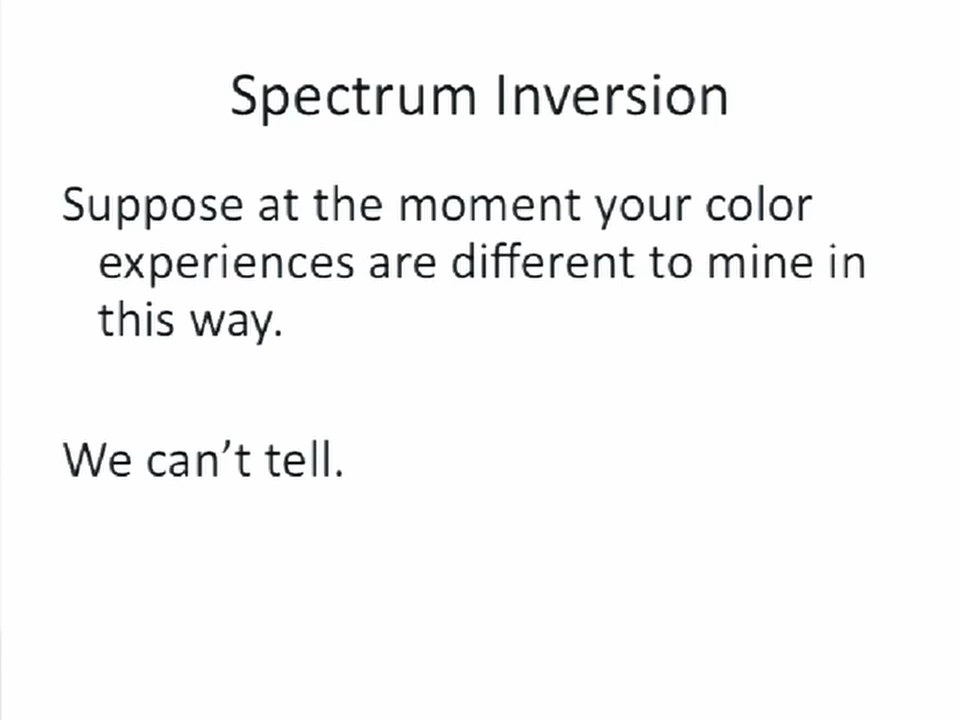 Spectrum Inversion
Suppose at the moment your color
experiences are different to mine in
this way.
We can’t tell.